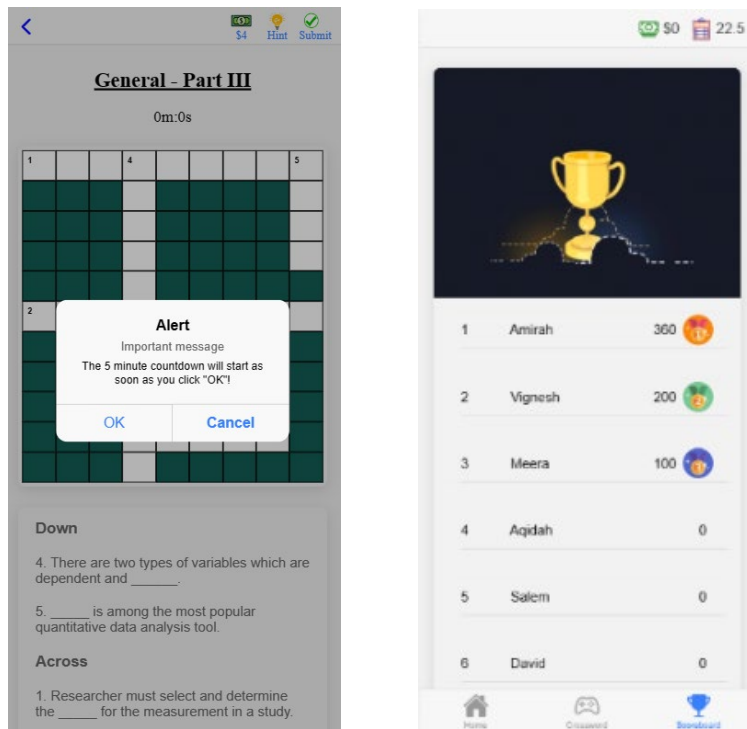 $4 Hint Submit
General - Part III
0m:0s
1 4 5
2
Alert
Important message
The 5 minute countdown will start as
soon as you click "OK"!
OK Cancel
Down
4. There are two types of variables which are
dependent and ______.
5. _____ is among the most popular
quantitative data analysis tool.
Across
1. Researcher must select and determine
the _____ for the measurement in a study.
$0 22.5
1 Amirah 360
2 Vignesh 200
3 Meera 100
4 Aqidah 0
5 Salem 0
6 David 0
Home Crossword Scoreboard